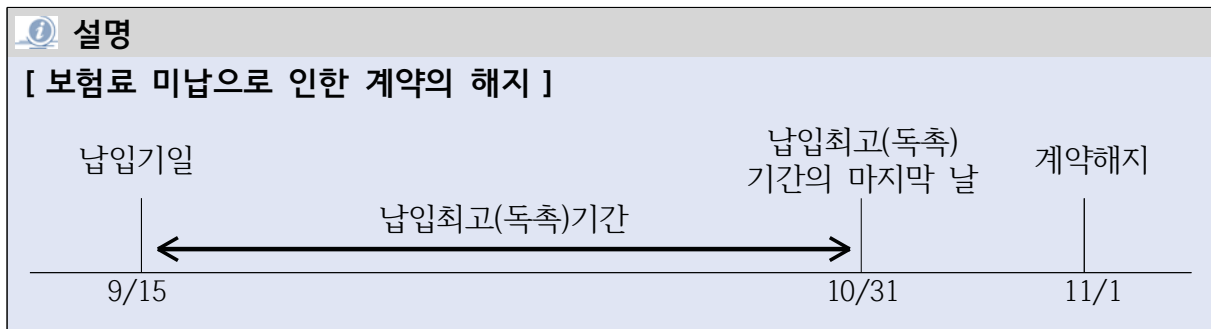 설명
[ 보험료 미납으로 인한 계약의 해지 ]
납입기일
납입최고(독촉)
기간의 마지막 날
계약해지
납입최고(독촉)기간
9/15
10/31
11/1